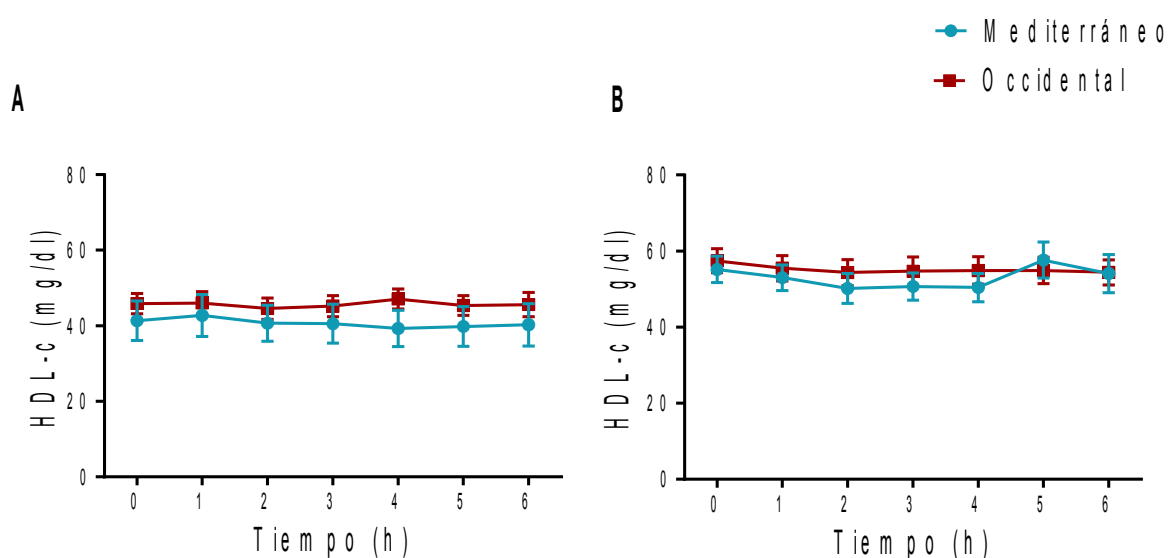 Mediterráneo
Occidental
A
B
80
60
40
20
0
HDL-c (mg/dl)
0 1 2 3 4 5 6
Tiempo (h)
80
60
40
20
0
HDL-c (mg/dl)
0 1 2 3 4 5 6
Tiempo (h)